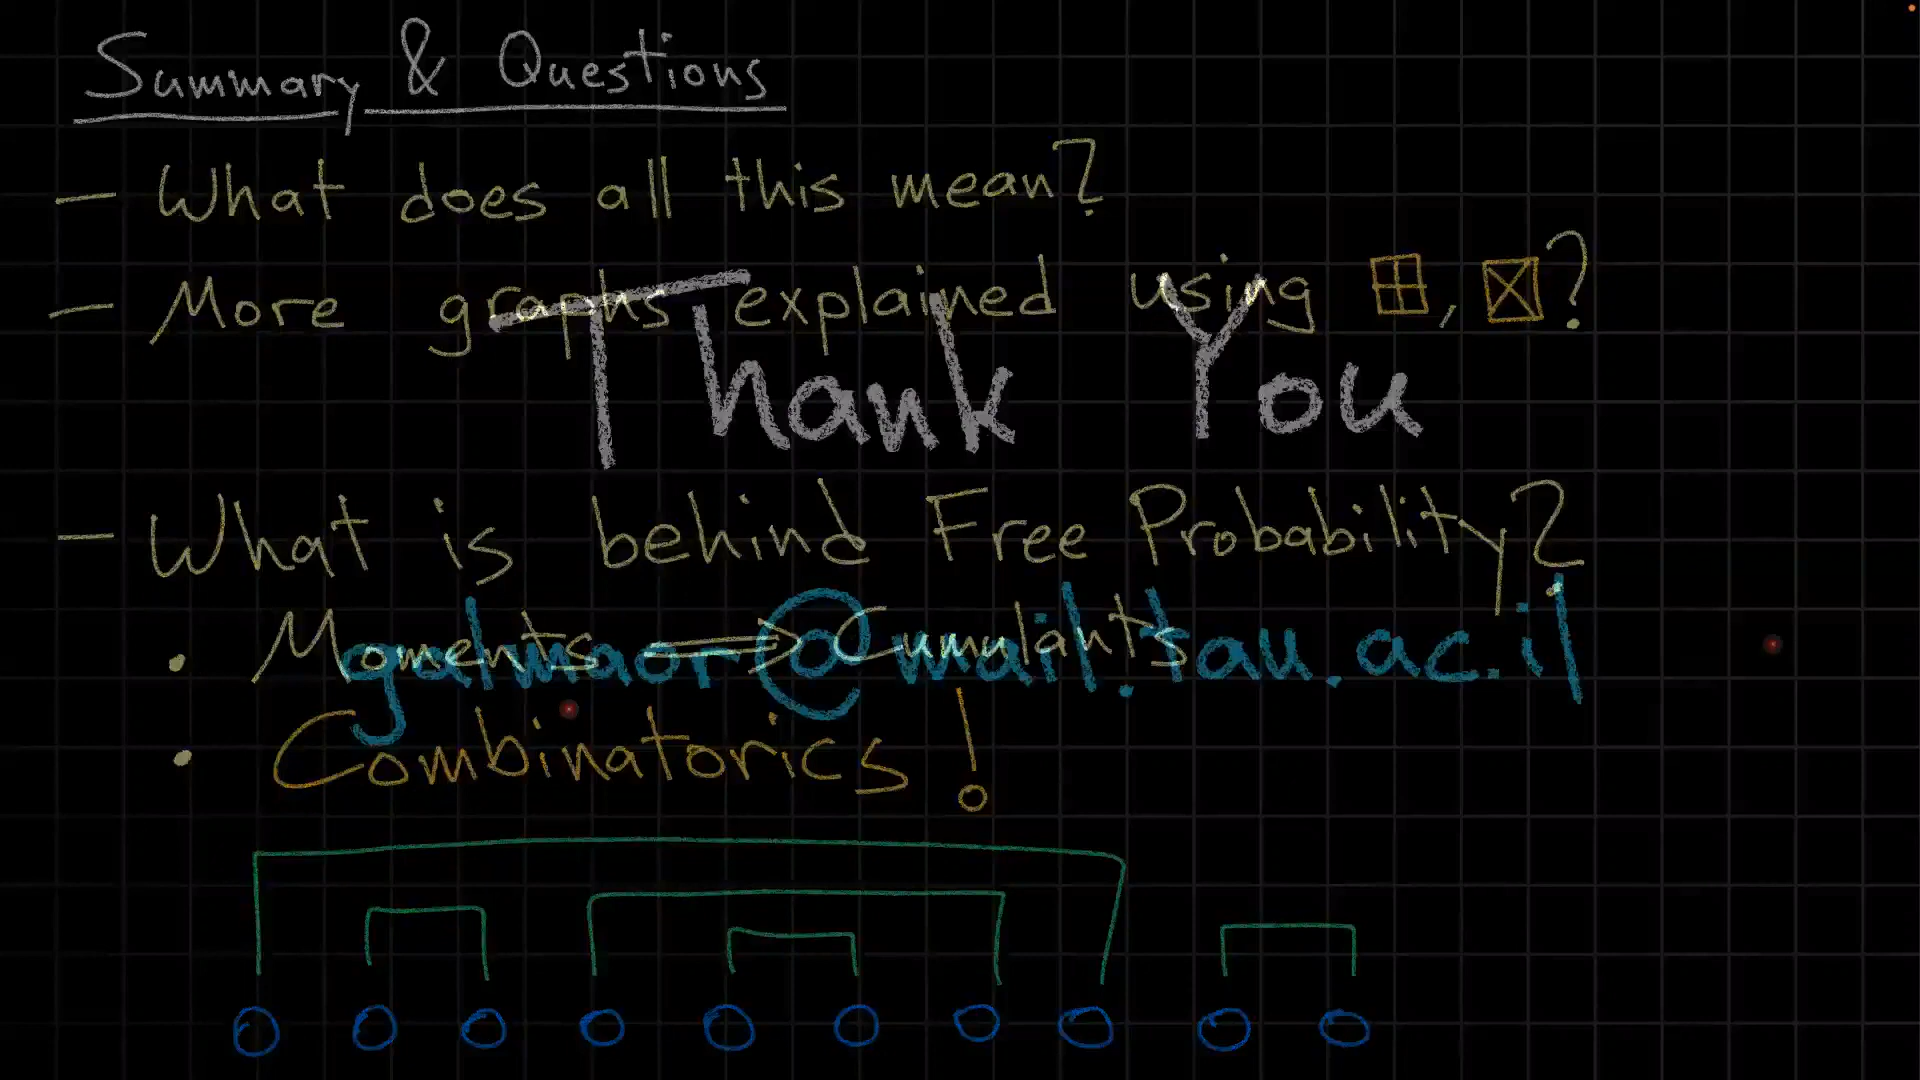 Summary & Questions
- What does all this mean?
- More graphs explained using ⊞, ⊠?
Thank You
- What is behind Free Probability?
• Moments ⇒ Cumulants
galmaor@mail.tau.ac.il
• Combinatorics!